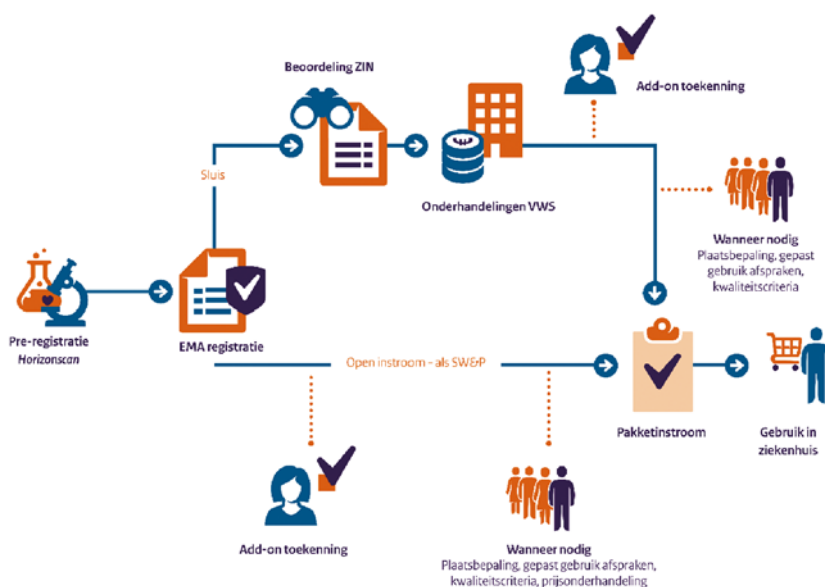 Beoordeling ZIN
Add-on toekenning
Sluis
Onderhandelingen VWS
Wanneer nodig
Plaatsbepaling, gepast
gebruik afspraken,
kwaliteitscriteria
Pre-registratie
Horizonscan
EMA registratie
Open instroom - als SW&P
Pakketinstroom
Gebruik in
ziekenhuis
Add-on toekenning
Wanneer nodig
Plaatsbepaling, gepast gebruik afspraken,
kwaliteitscriteria, prijsonderhandeling